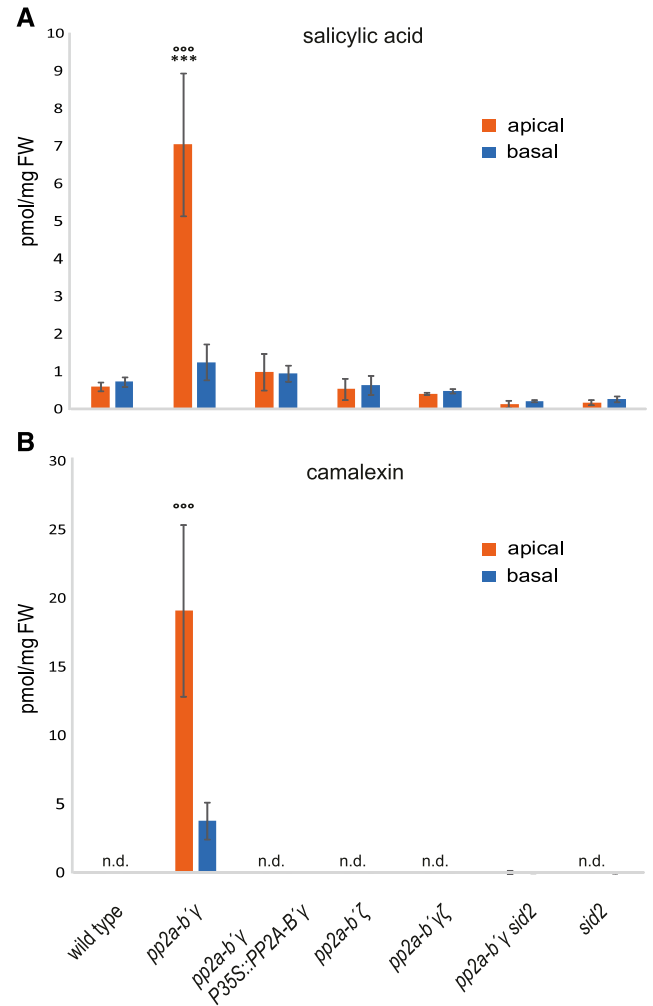 A
salicylic acid
10
9
8
7
6
5
4
3
2
1
0
pmol/mg FW
°°°
***
apical
basal
B
camalexin
30
25
20
15
10
5
0
pmol/mg FW
°°°
apical
basal
n.d.
n.d.
n.d.
n.d.
n.d.
wild type
pp2a-b´γ
pp2a-b´γ
P35S::PP2A-B´γ
pp2a-b´ζ
pp2a-b´γζ
pp2a-b´γ sid2
sid2